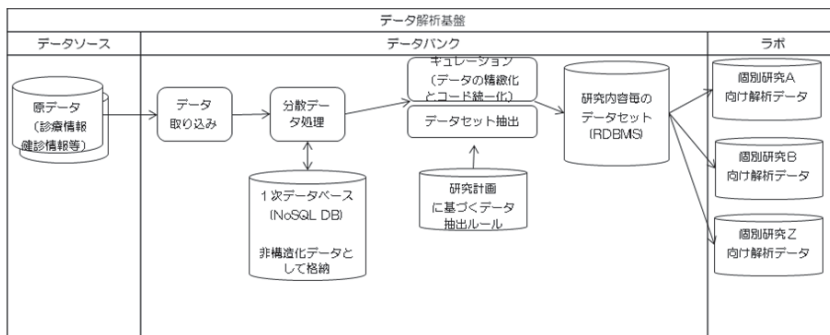 データ解析基盤
データソース
データバンク
ラボ
原データ
（診療情報
健診情報等）
データ
取り込み
分散デー
タ処理
１次データベース
(NoSQL DB)
非構造化データと
して格納
キュレーション
（データの精緻化
とコード統一化）
データセット抽出
研究計画
に基づくデータ
抽出ルール
研究内容毎の
データセット
(RDBMS)
個別研究Ａ
向け解析データ
個別研究Ｂ
向け解析データ
個別研究Ｚ
向け解析データ